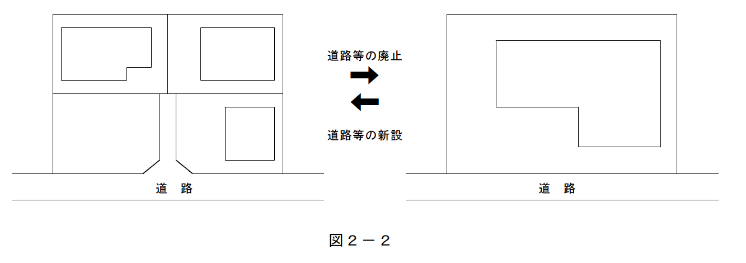 道路等の廃止
道路等の新設
道 路
道 路
図２－２